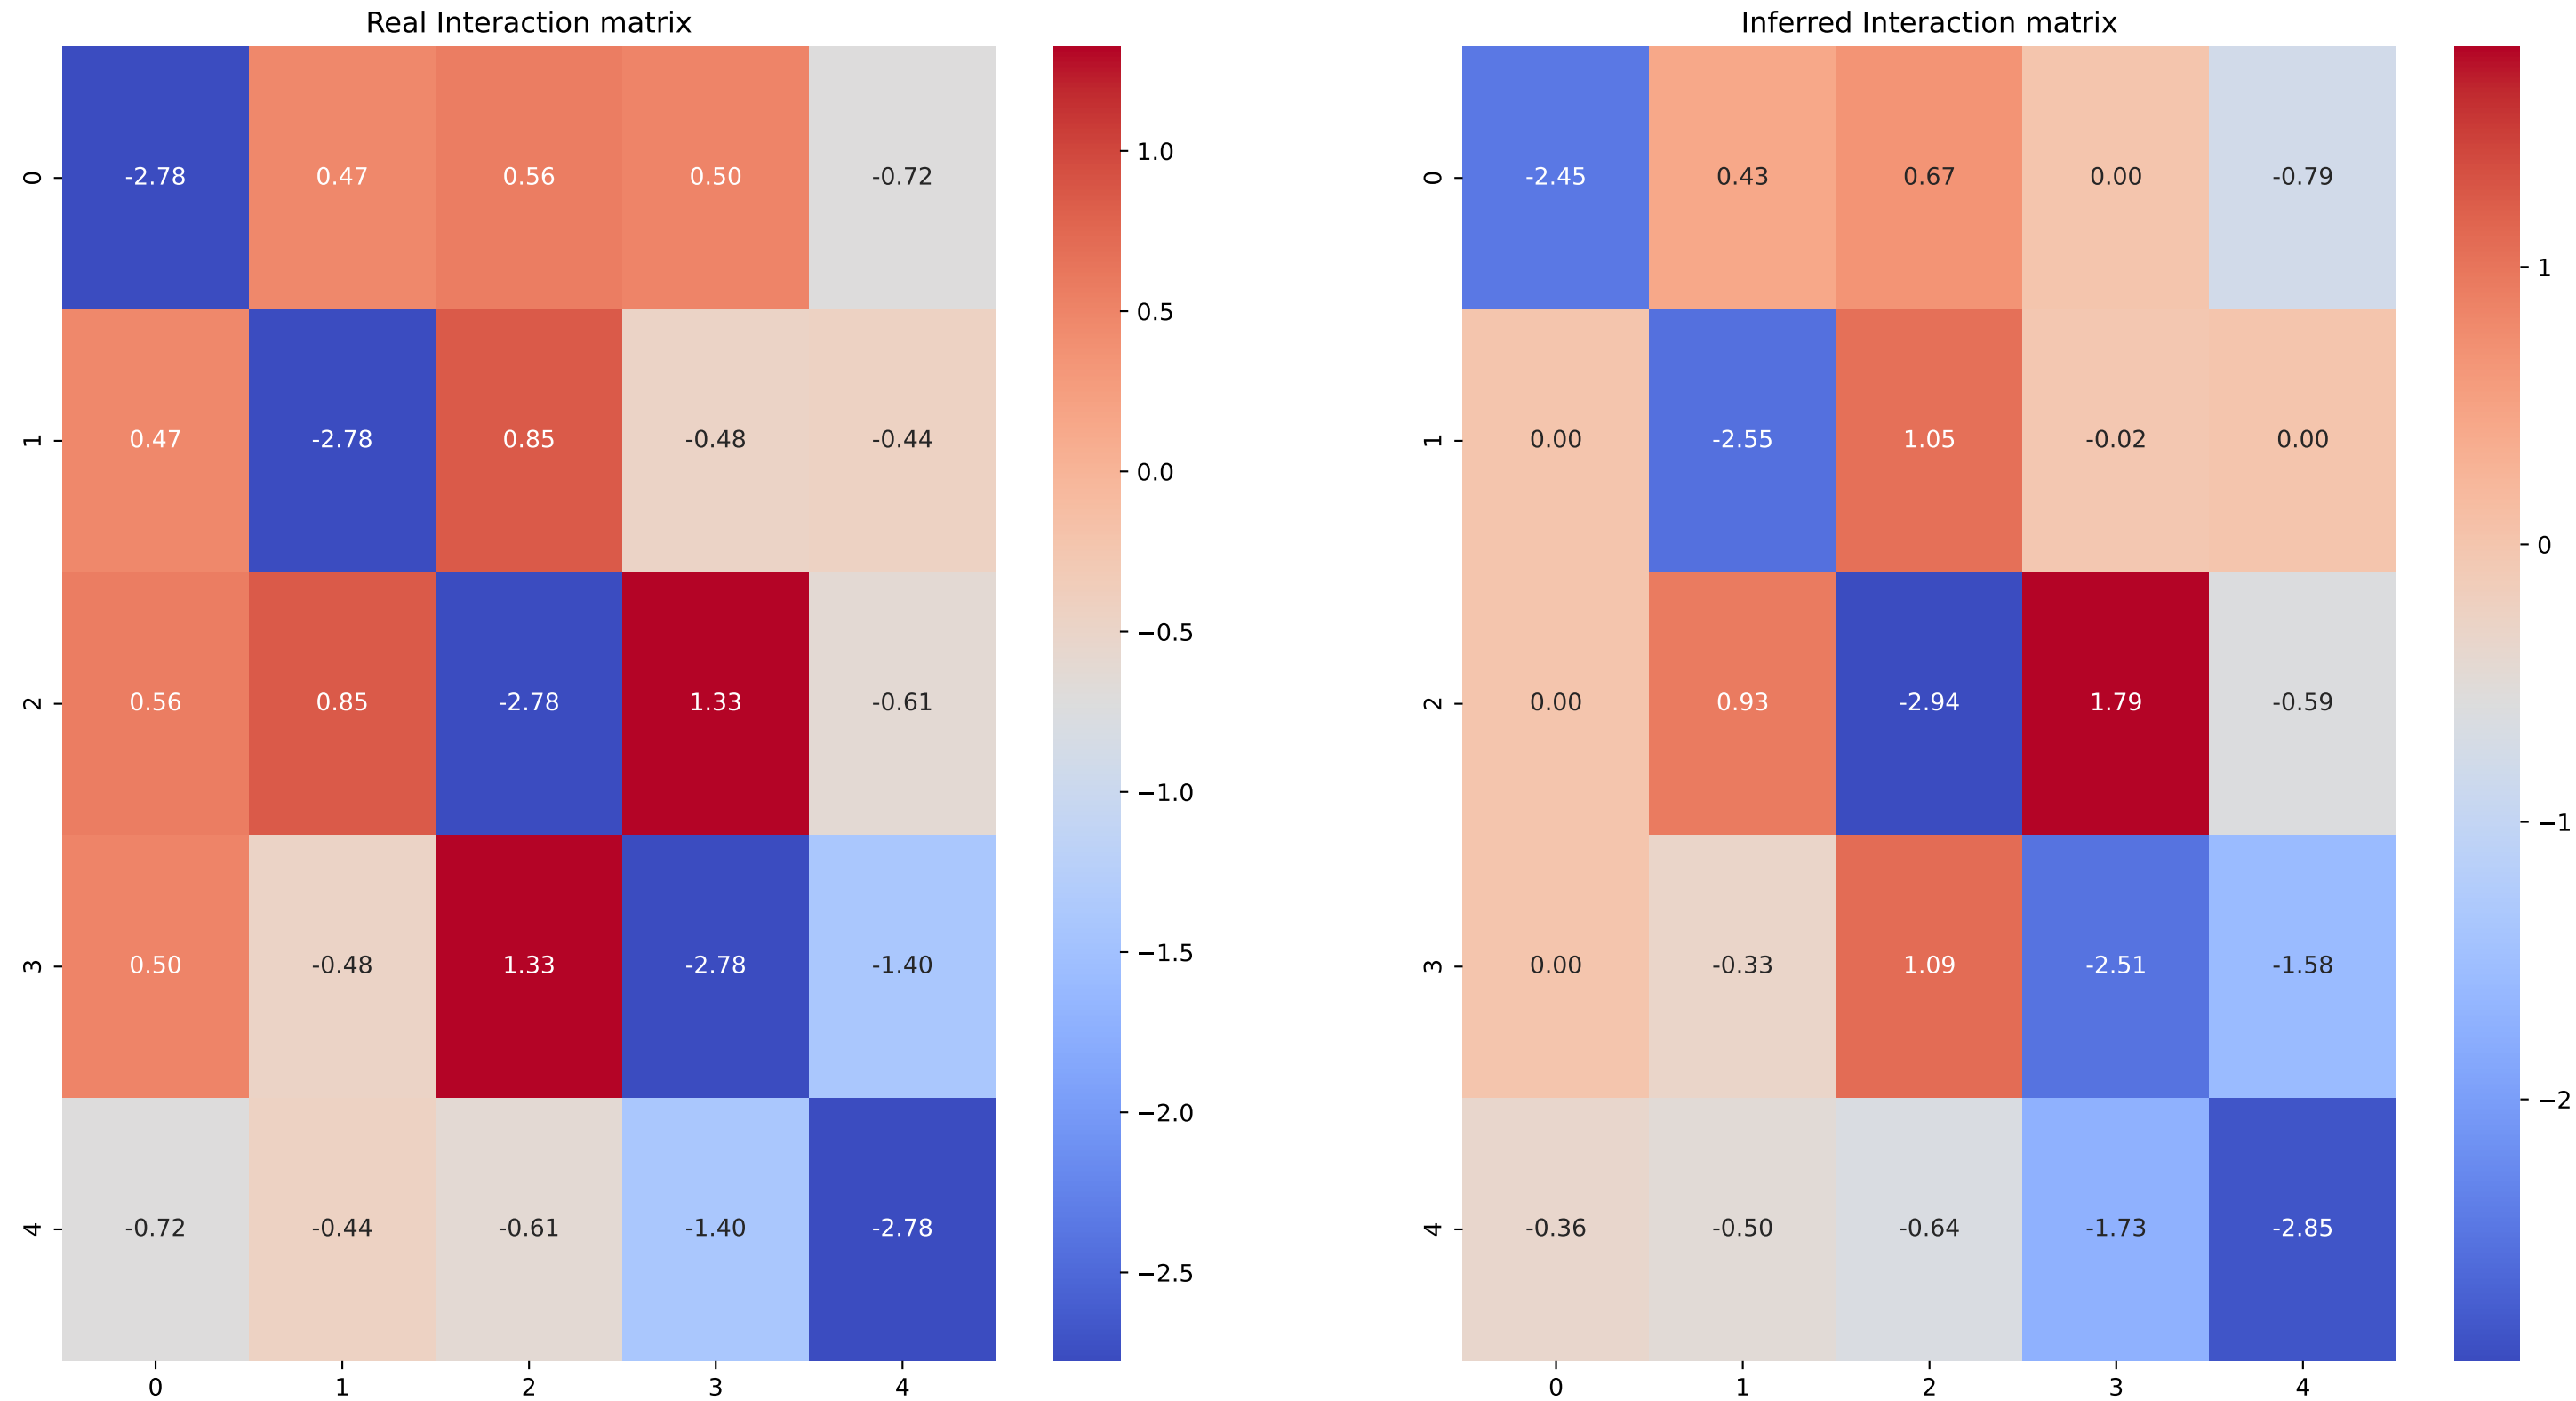 Real Interaction matrix
0 -2.78 0.47 0.56 0.50 -0.72
1 0.47 -2.78 0.85 -0.48 -0.44
2 0.56 0.85 -2.78 1.33 -0.61
3 0.50 -0.48 1.33 -2.78 -1.40
4 -0.72 -0.44 -0.61 -1.40 -2.78
0 1 2 3 4
1.0
0.5
0.0
−0.5
−1.0
−1.5
−2.0
−2.5
Inferred Interaction matrix
0 -2.45 0.43 0.67 0.00 -0.79
1 0.00 -2.55 1.05 -0.02 0.00
2 0.00 0.93 -2.94 1.79 -0.59
3 0.00 -0.33 1.09 -2.51 -1.58
4 -0.36 -0.50 -0.64 -1.73 -2.85
0 1 2 3 4
1
0
−1
−2